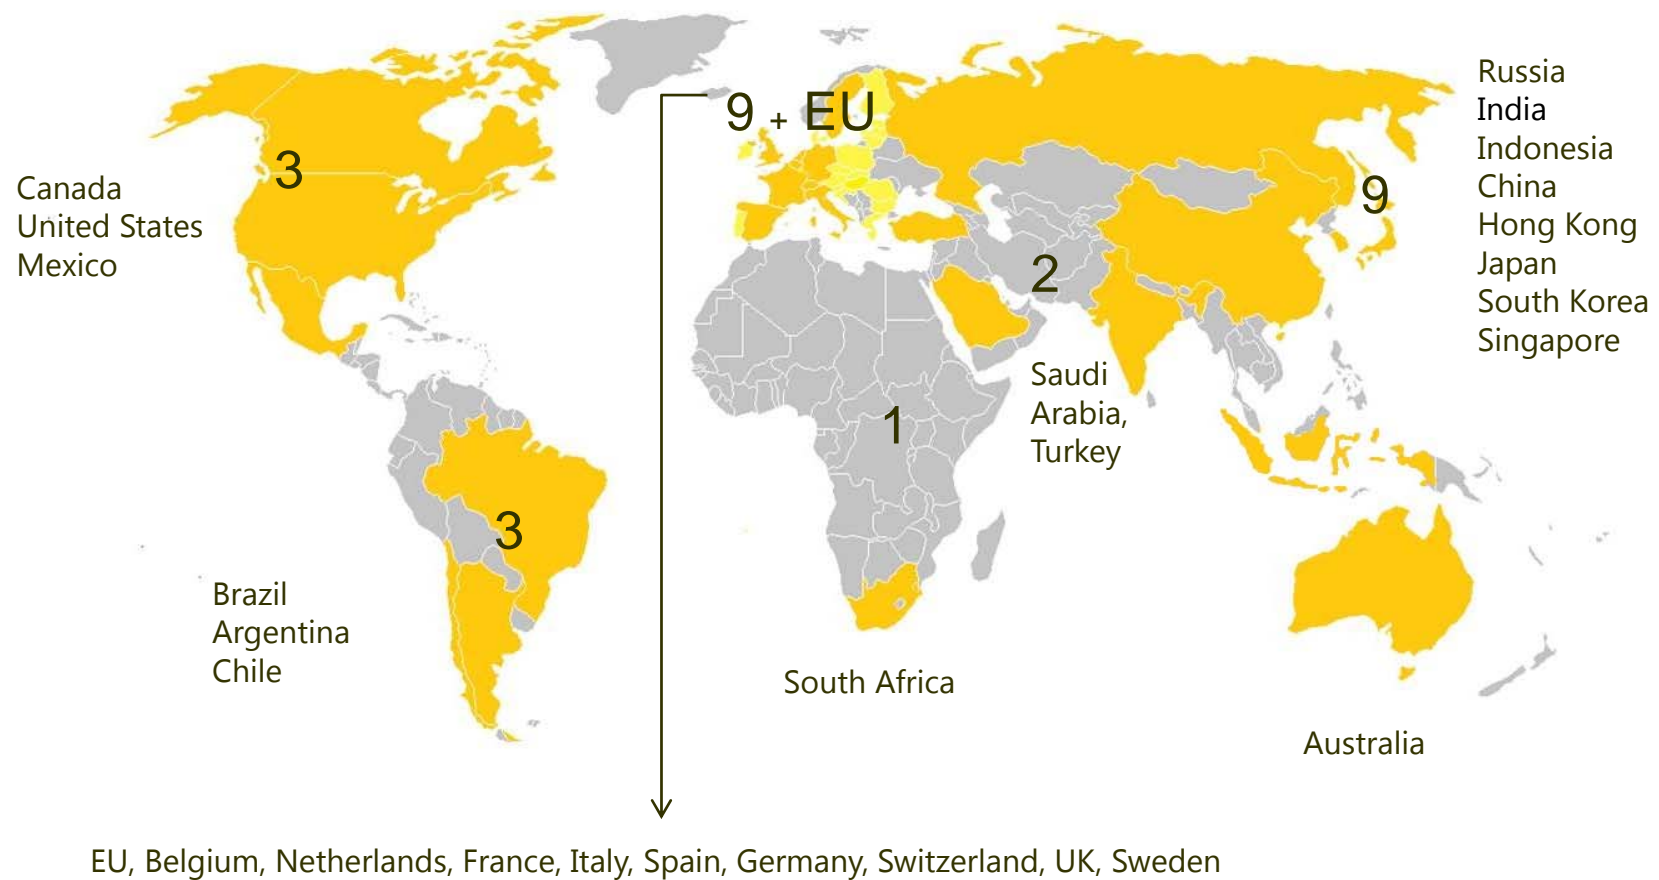 9 + EU
3
Canada
United States
Mexico
Russia
India
Indonesia
China
Hong Kong
Japan
South Korea
Singapore
9
2
Saudi
Arabia,
Turkey
1
3
Brazil
Argentina
Chile
South Africa
Australia
EU, Belgium, Netherlands, France, Italy, Spain, Germany, Switzerland, UK, Sweden